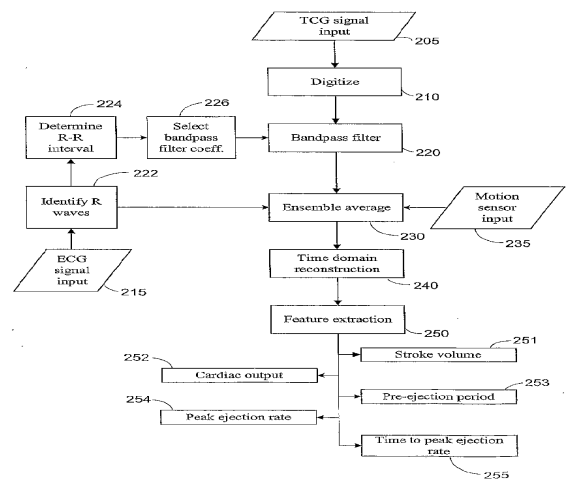 TCG signal
input
205
Digitize
210
224
226
Determine
R-R
interval
Select
bandpass
filter coeff.
Bandpass filter
220
222
Identify R
waves
Ensemble average
230
Motion
sensor
input
235
ECG
signal
input
215
Time domain
reconstruction
240
Feature extraction
250
251
Stroke volume
252
Cardiac output
253
Pre-ejection period
254
Peak ejection rate
Time to peak ejection
rate
255